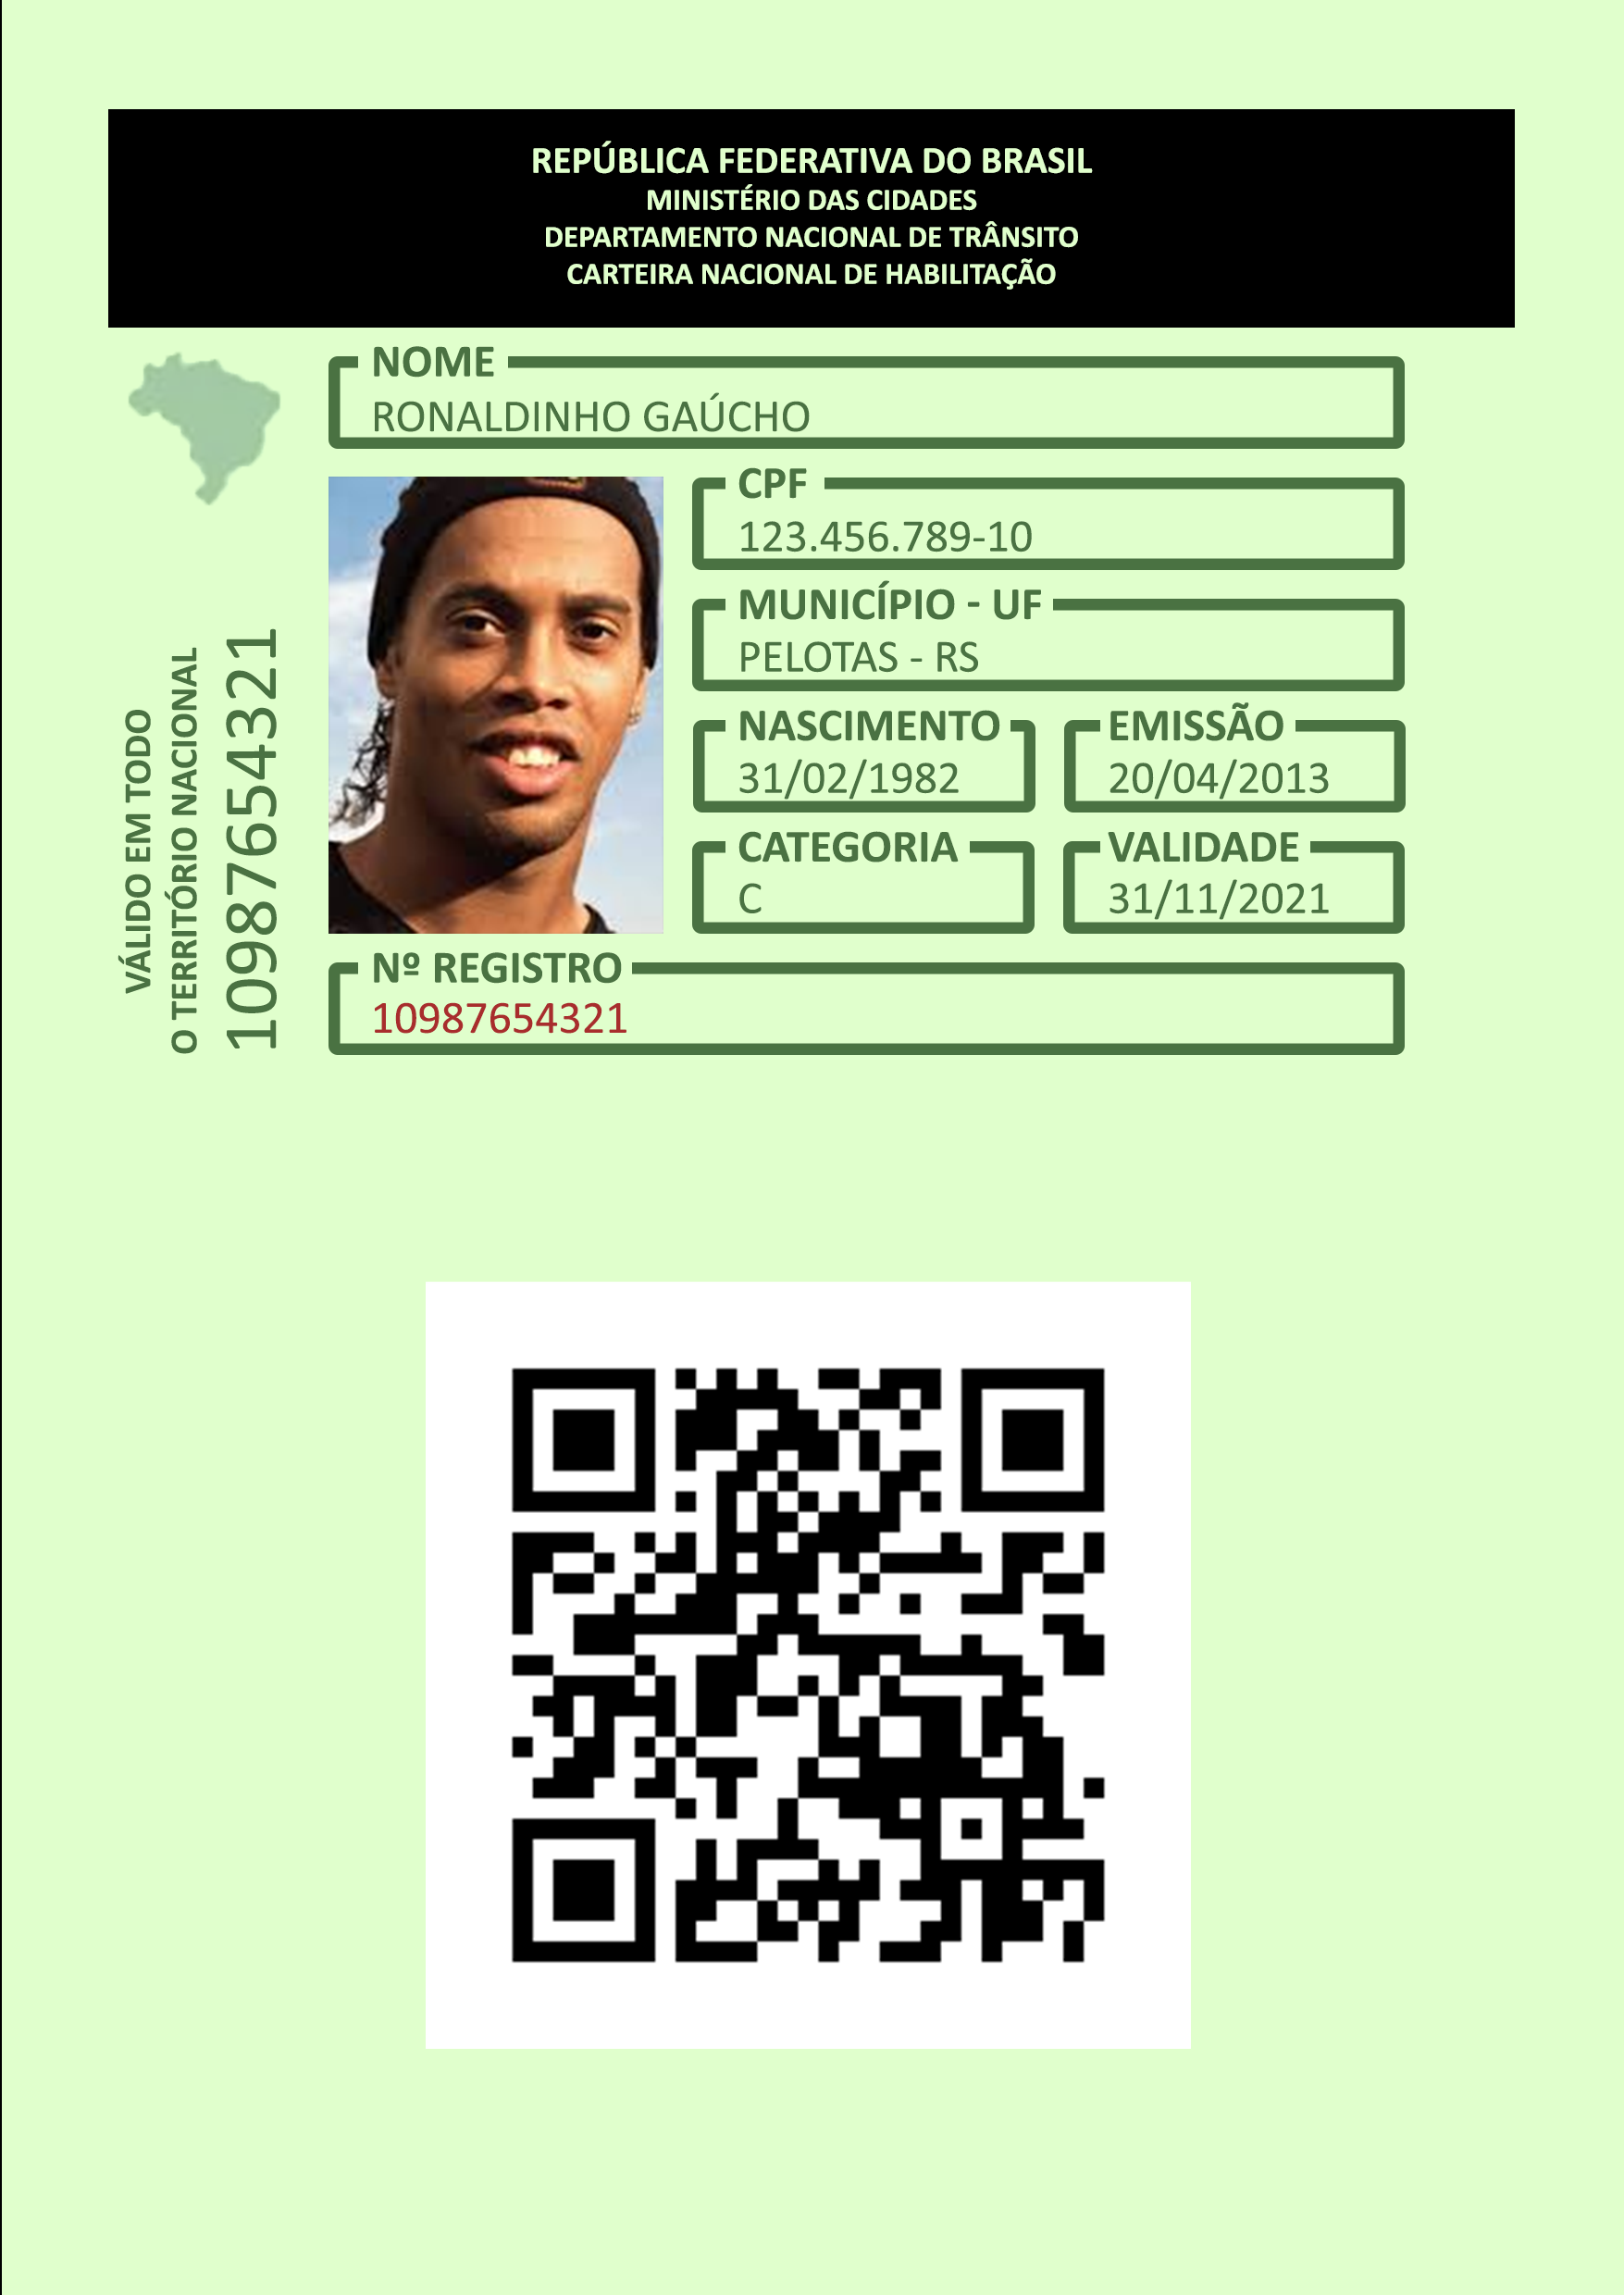 REPÚBLICA FEDERATIVA DO BRASIL
MINISTÉRIO DAS CIDADES
DEPARTAMENTO NACIONAL DE TRÂNSITO
CARTEIRA NACIONAL DE HABILITAÇÃO
NOME
RONALDINHO GAÚCHO
CPF
123.456.789-10
MUNICÍPIO - UF
PELOTAS - RS
NASCIMENTO
31/02/1982
EMISSÃO
20/04/2013
CATEGORIA
C
VALIDADE
31/11/2021
Nº REGISTRO
10987654321
VÁLIDO EM TODO
O TERRITÓRIO NACIONAL
10987654321